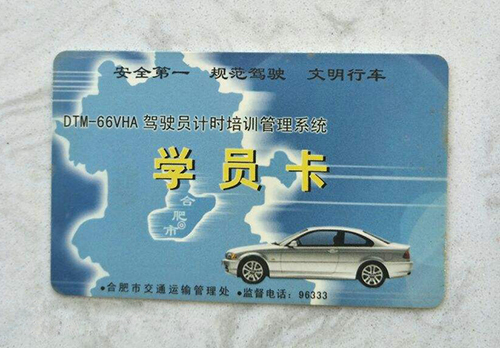 安全第一 规范驾驶 文明行车
DTM-66VHA 驾驶员计时培训管理系统
学员卡
合肥市
•合肥市交通运输管理处 •监督电话：96333